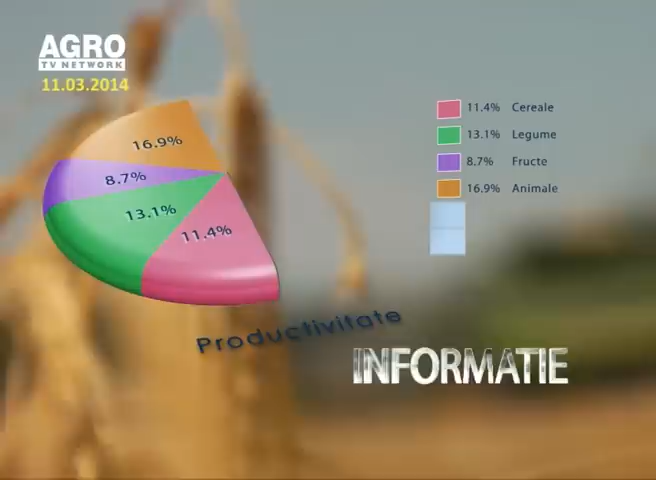 AGRO
TV NETWORK
11.03.2014
16.9%
8.7%
13.1%
11.4%
Productivitate
11.4% Cereale
13.1% Legume
8.7% Fructe
16.9% Animale
INFORMATIE